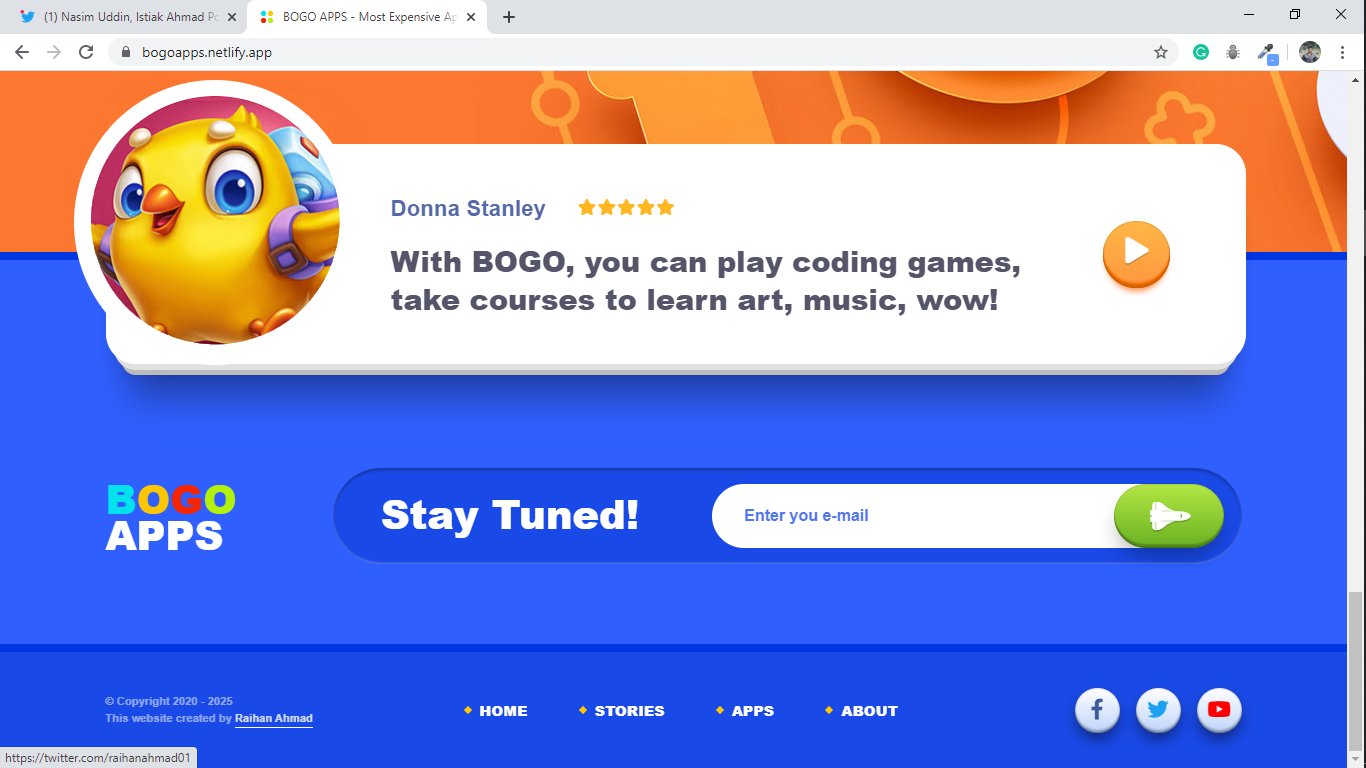 (1) Nasim Uddin, Istiak Ahmad Po
BOGO APPS - Most Expensive Ap
bogoapps.netlify.app
Donna Stanley
With BOGO, you can play coding games,
take courses to learn art, music, wow!
BOGO
APPS
Stay Tuned!
Enter you e-mail
© Copyright 2020 - 2025
This website created by Raihan Ahmad
HOME
STORIES
APPS
ABOUT
https://twitter.com/raihanahmad01